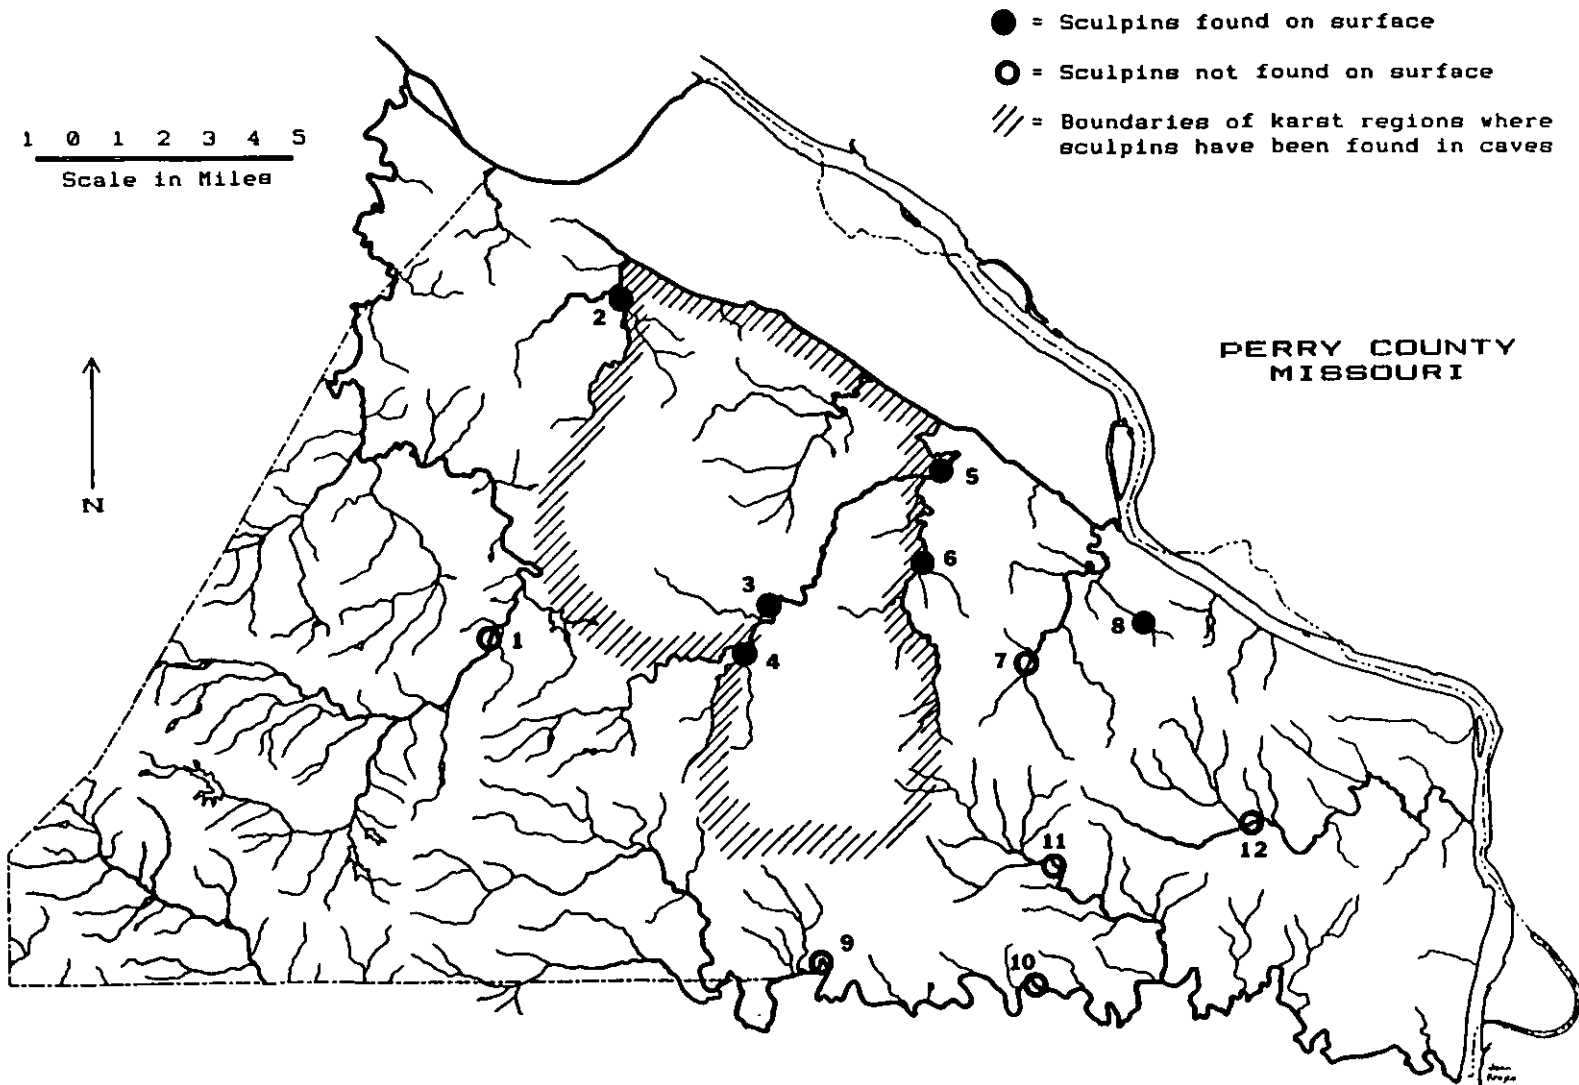 ● = Sculpins found on surface
O = Sculpins not found on surface
/// = Boundaries of karst regions where
sculpins have been found in caves
1 0 1 2 3 4 5
Scale in Miles
PERRY COUNTY
MISSOURI
N
2
5
6
3
8
1
4
7
11
12
9
10